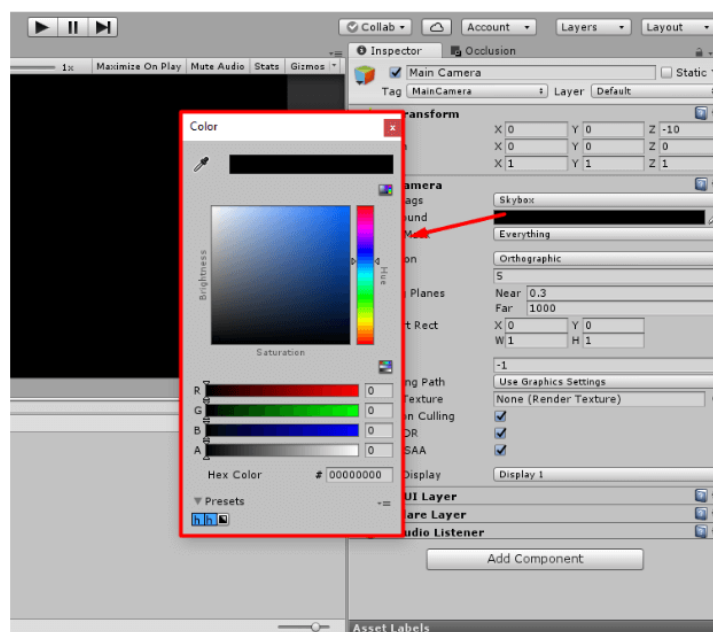 Collab Account Layers Layout
Inspector Occlusion
1x Maximize On Play Mute Audio Stats Gizmos
Main Camera Static
Tag MainCamera Layer Default
ransform
X 0 Y 0 Z -10
X 0 Y 0 Z 0
X 1 Y 1 Z 1
Color
x
amera
ags Skybox
und
Mask Everything
on Orthographic
5
Planes Near 0.3
Far 1000
rt Rect X 0 Y 0
W 1 H 1
-1
ng Path Use Graphics Settings
exture None (Render Texture)
n Culling
DR
SAA
Display Display 1
UI Layer
are Layer
udio Listener
Add Component
Asset Labels
Brightness
Hue
Saturation
R 0
G 0
B 0
A 0
Hex Color # 00000000
Presets
h h